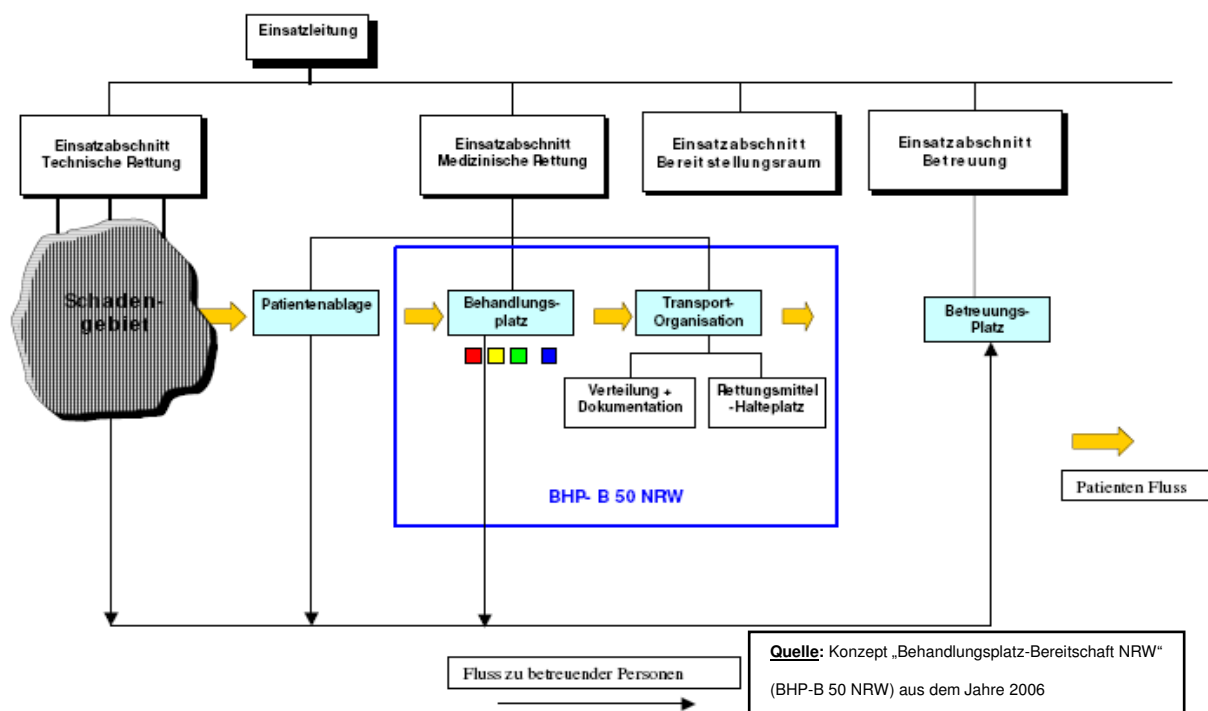 Einsatzleitung
Einsatzabschnitt
Technische Rettung
Einsatzabschnitt
Medizinische Rettung
Einsatzabschnitt
Bereitstellungsraum
Einsatzabschnitt
Betreuung
Schaden-
gebiet
Patientenablage
Behandlungs-
platz
Transport-
Organisation
Betreuungs-
Platz
Verteilung +
Dokumentation
Rettungsmittel
-Halteplatz
BHP- B 50 NRW
Patienten Fluss
Fluss zu betreuender Personen
Quelle: Konzept „Behandlungsplatz-Bereitschaft NRW“
(BHP-B 50 NRW) aus dem Jahre 2006